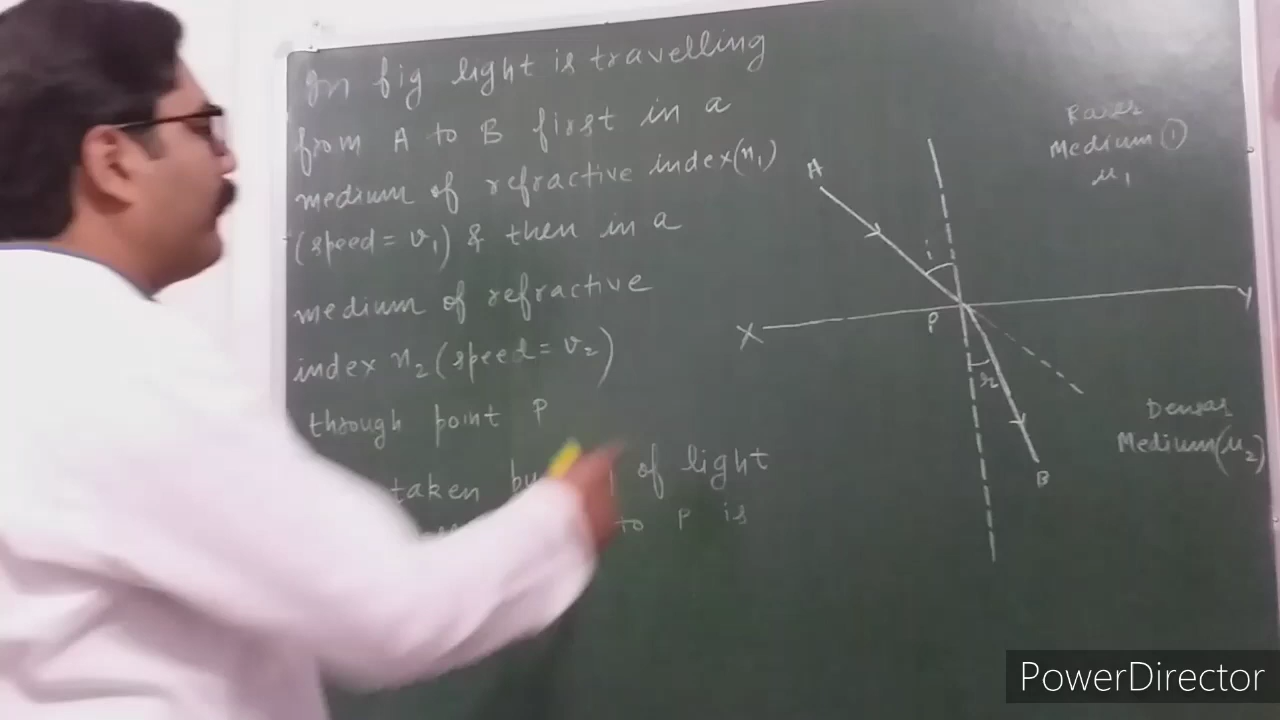 In fig light is travelling
from A to B first in a
medium of refractive index(n₁)
(speed = v₁) & then in a
medium of refractive
index n₂ (speed = v₂)
through point P
taken by of light
to P is
Rarer
Medium ①
μ₁
A
i
P
X
Y
r
B
Denser
Medium(μ₂)
PowerDirector